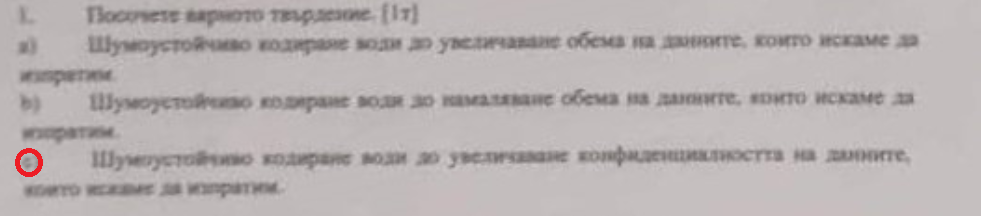 1. Посочете вярното твърдение. [1т]
a) Шумоустойчиво кодиране води до увеличаване обема на данните, които искаме да
изпратим.
b) Шумоустойчиво кодиране води до намаляване обема на данните, които искаме да
изпратим.
Шумоустойчиво кодиране води до увеличаване конфиденциалността на данните,
които искаме да изпратим.